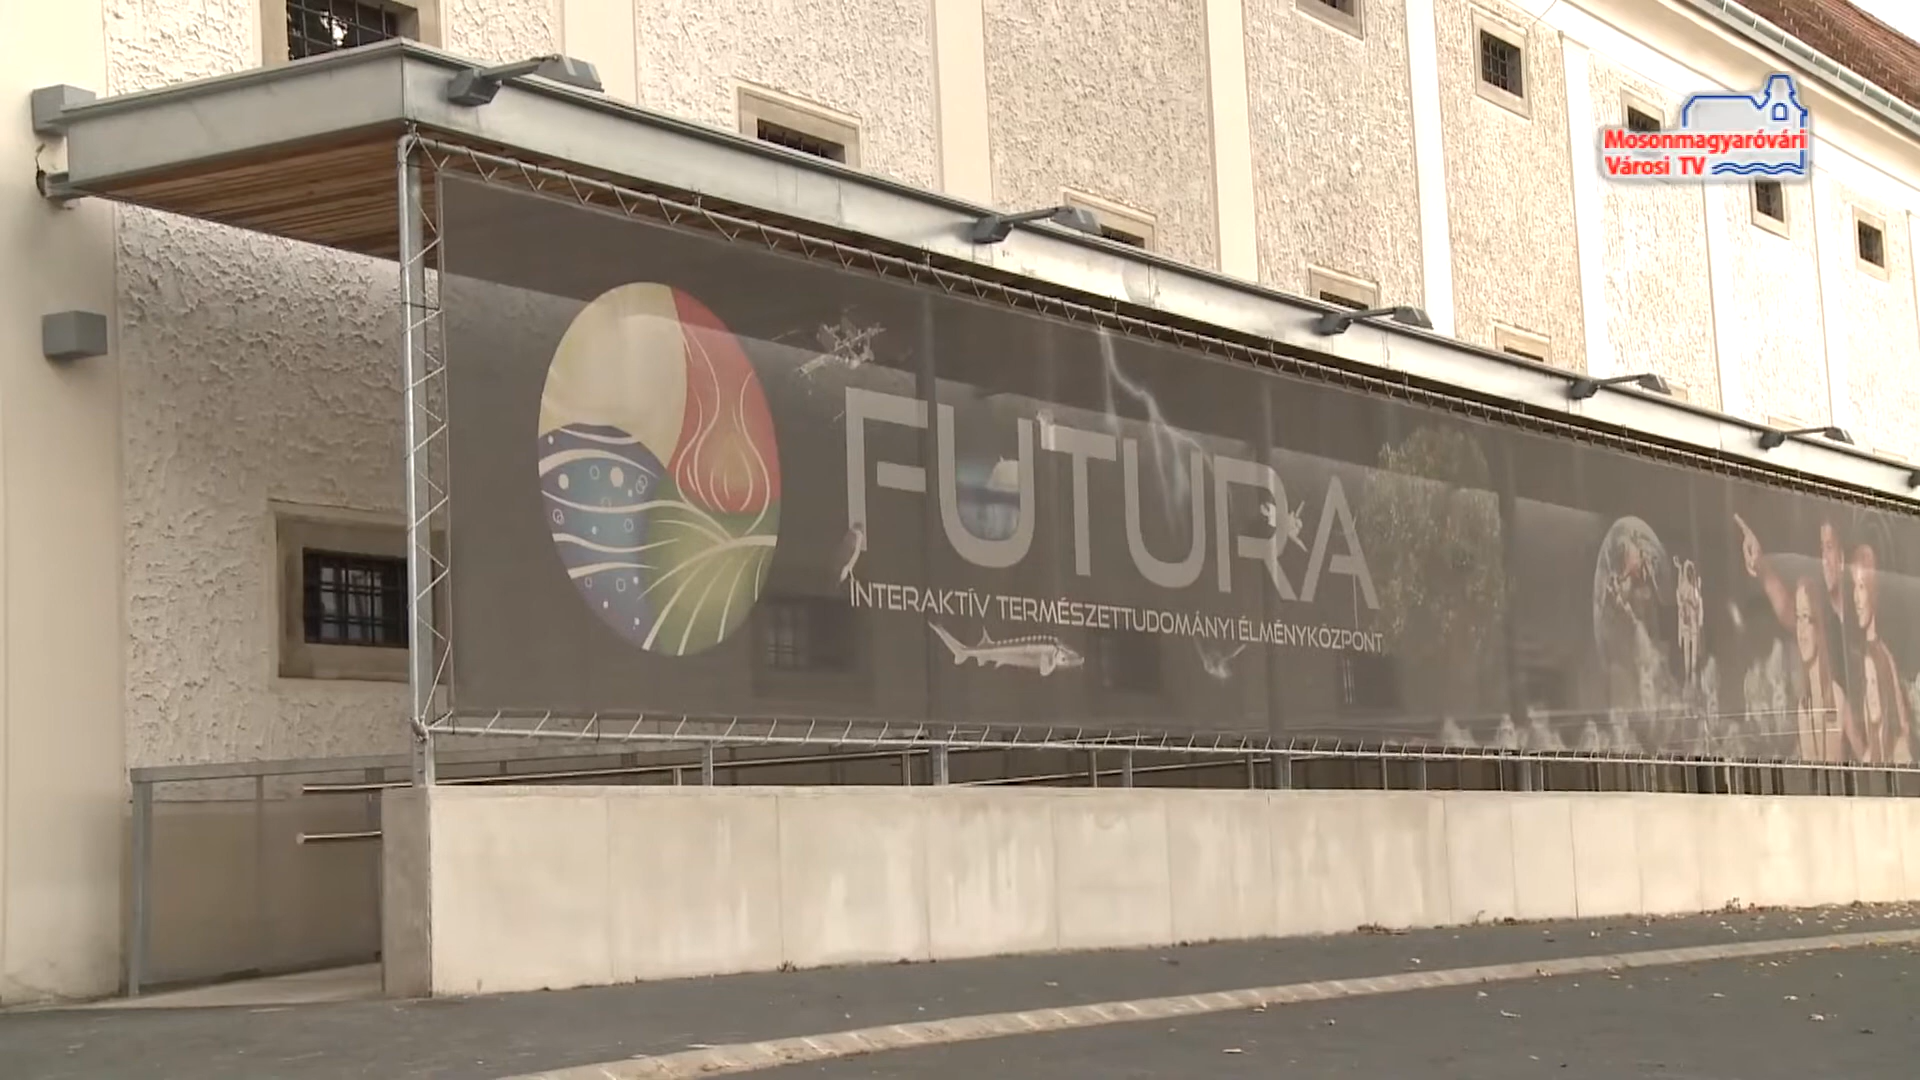 Mosonmagyaróvári
Városi TV
FUTURA
INTERAKTÍV TERMÉSZETTUDOMÁNYI ÉLMÉNYKÖZPONT